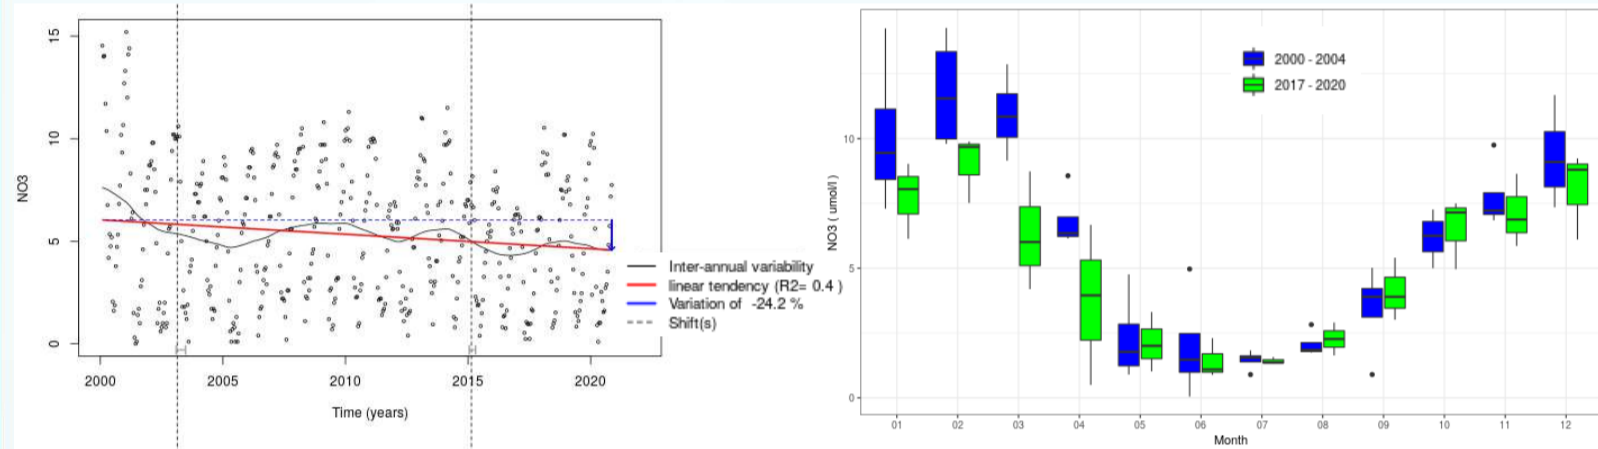 15
10
5
0
NO3
2000 2005 2010 2015 2020
Time (years)
Inter-annual variability
linear tendency (R2= 0.4 )
Variation of -24.2 %
Shift(s)
2000 - 2004
2017 - 2020
10
5
0
NO3 ( umol/l )
01 02 03 04 05 06 07 08 09 10 11 12
Month